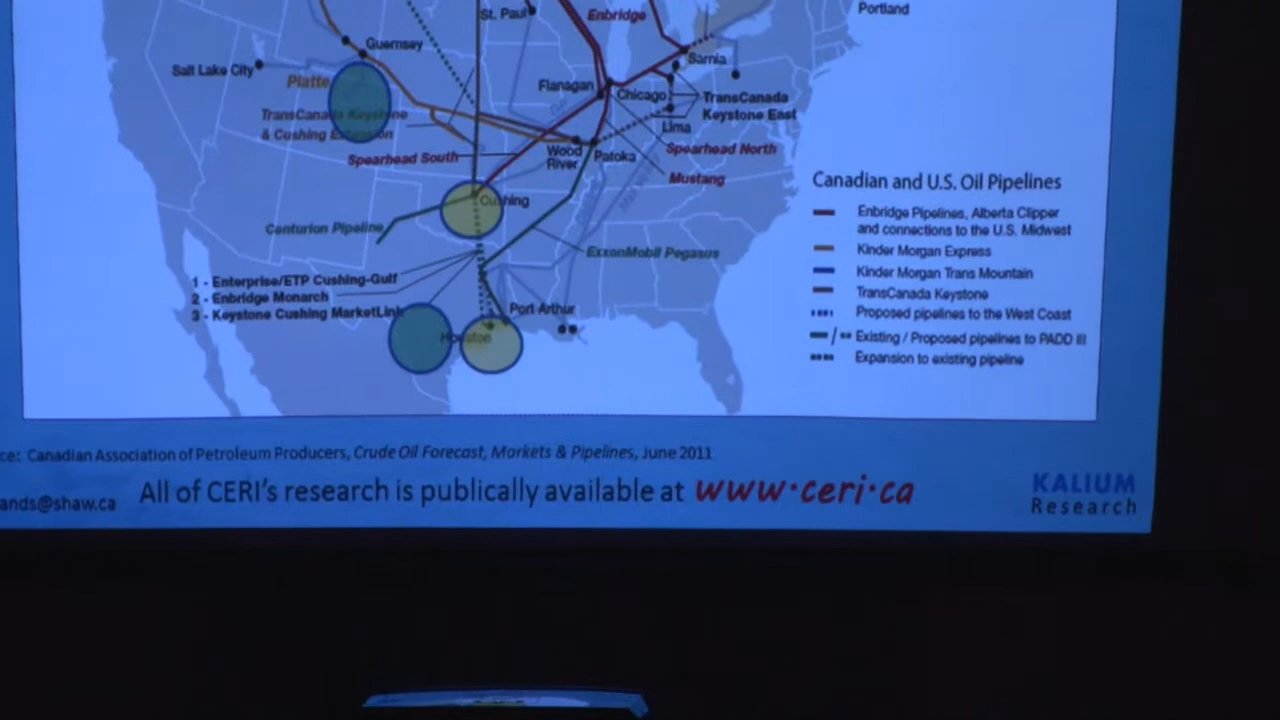 Portland
St. Paul
Enbridge
Guernsey
Sarnia
Salt Lake City
Platte
Flanagan
Chicago
TransCanada
Keystone East
TransCanada Keystone
& Cushing Extension
Lima
Spearhead South
Wood
River
Patoka
Spearhead North
Mustang
Cushing
Centurion Pipeline
ExxonMobil Pegasus
1 - Enterprise/ETP Cushing-Gulf
2 - Enbridge Monarch
3 - Keystone Cushing MarketLink
Port Arthur
Houston
Canadian and U.S. Oil Pipelines
Enbridge Pipelines, Alberta Clipper
and connections to the U.S. Midwest
Kinder Morgan Express
Kinder Morgan Trans Mountain
TransCanada Keystone
Proposed pipelines to the West Coast
Existing / Proposed pipelines to PADD III
Expansion to existing pipeline
ce: Canadian Association of Petroleum Producers, Crude Oil Forecast, Markets & Pipelines, June 2011
ands@shaw.ca
All of CERI's research is publically available at www.ceri.ca
KALIUM
Research